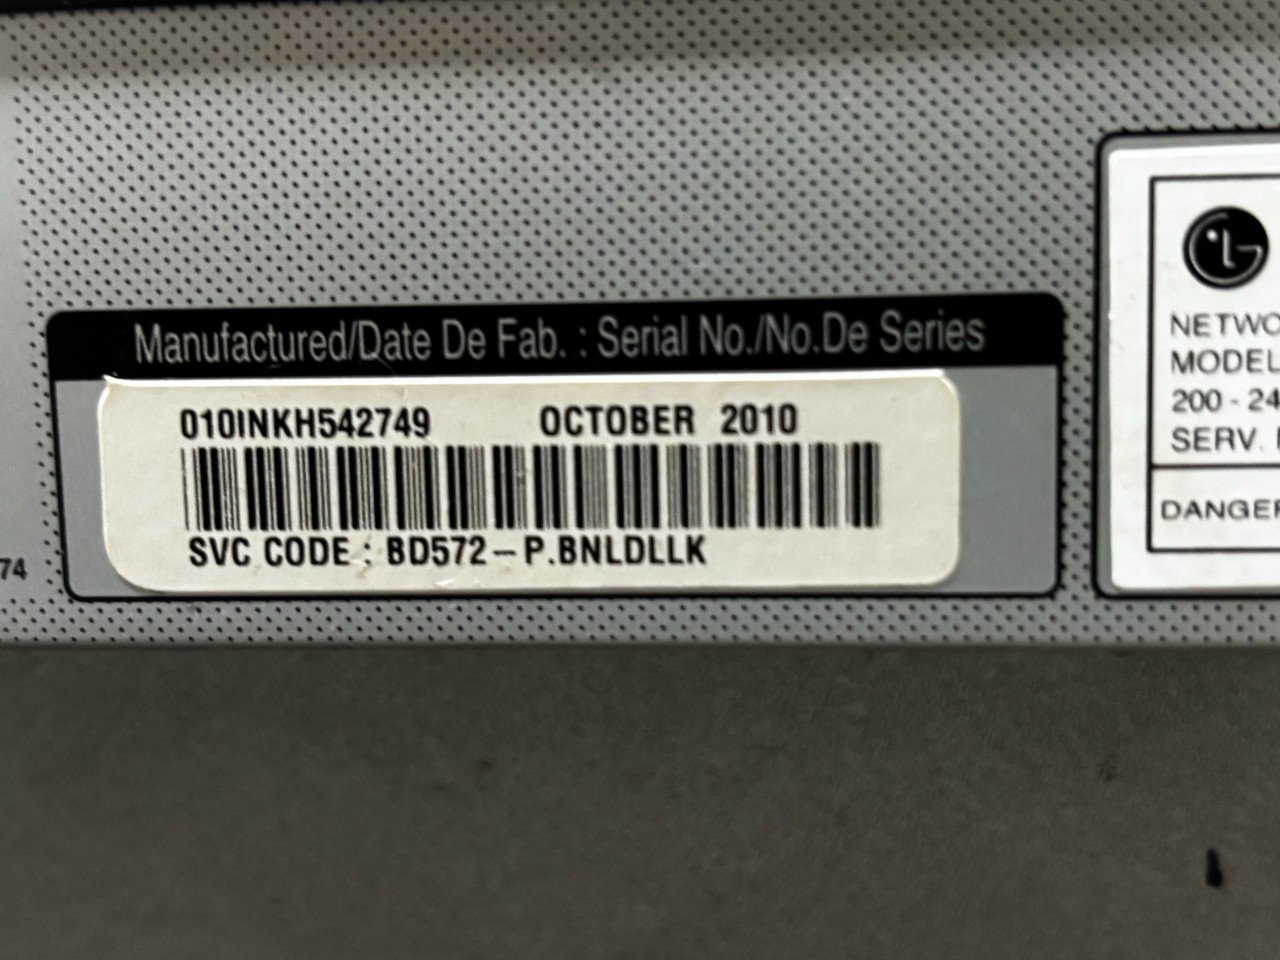 Manufactured/Date De Fab. : Serial No./No.De Series
010INKH542749 OCTOBER 2010
SVC CODE : BD572-P.BNLDLLK
74
LG
NETWO
MODEL
200 - 24
SERV.
DANGER